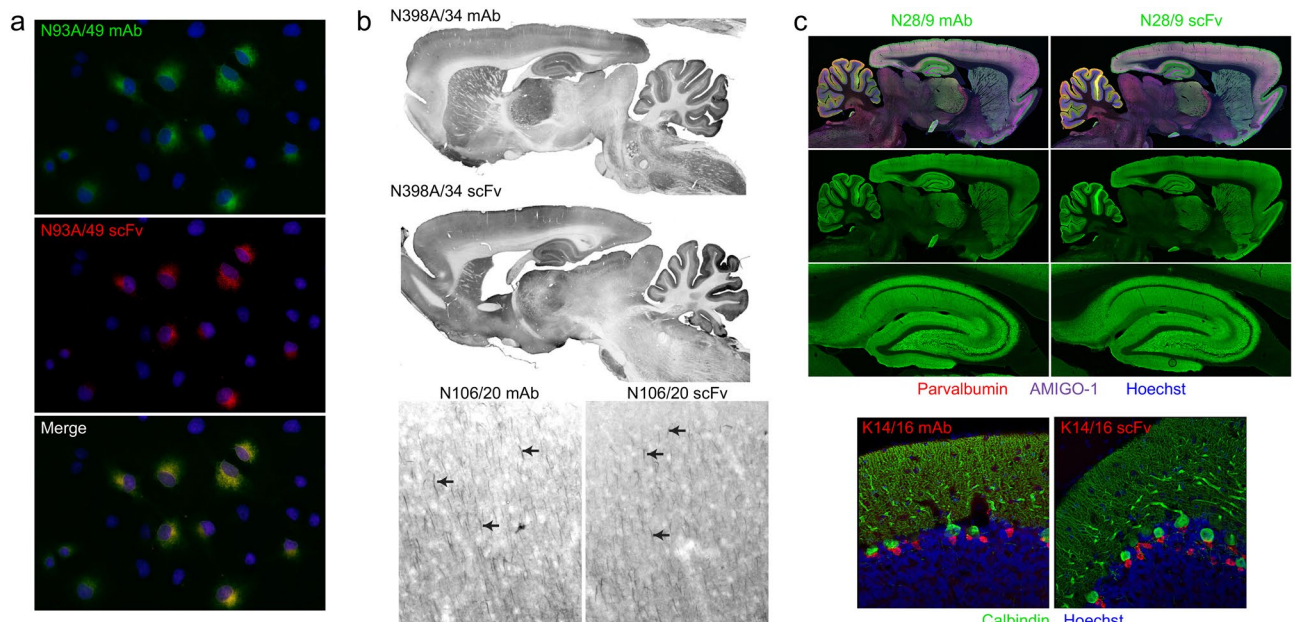 a
N93A/49 mAb
N93A/49 scFv
Merge
b
N398A/34 mAb
N398A/34 scFv
N106/20 mAb
N106/20 scFv
c
N28/9 mAb
N28/9 scFv
Parvalbumin AMIGO-1 Hoechst
K14/16 mAb
K14/16 scFv
Calbindin Hoechst